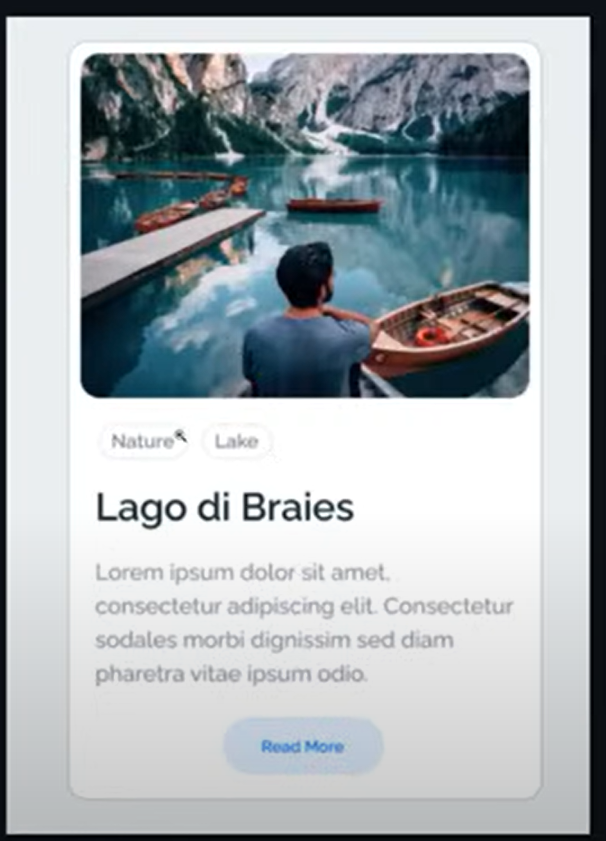 Nature
Lake
Lago di Braies
Lorem ipsum dolor sit amet,
consectetur adipiscing elit. Consectetur
sodales morbi dignissim sed diam
pharetra vitae ipsum odio.
Read More